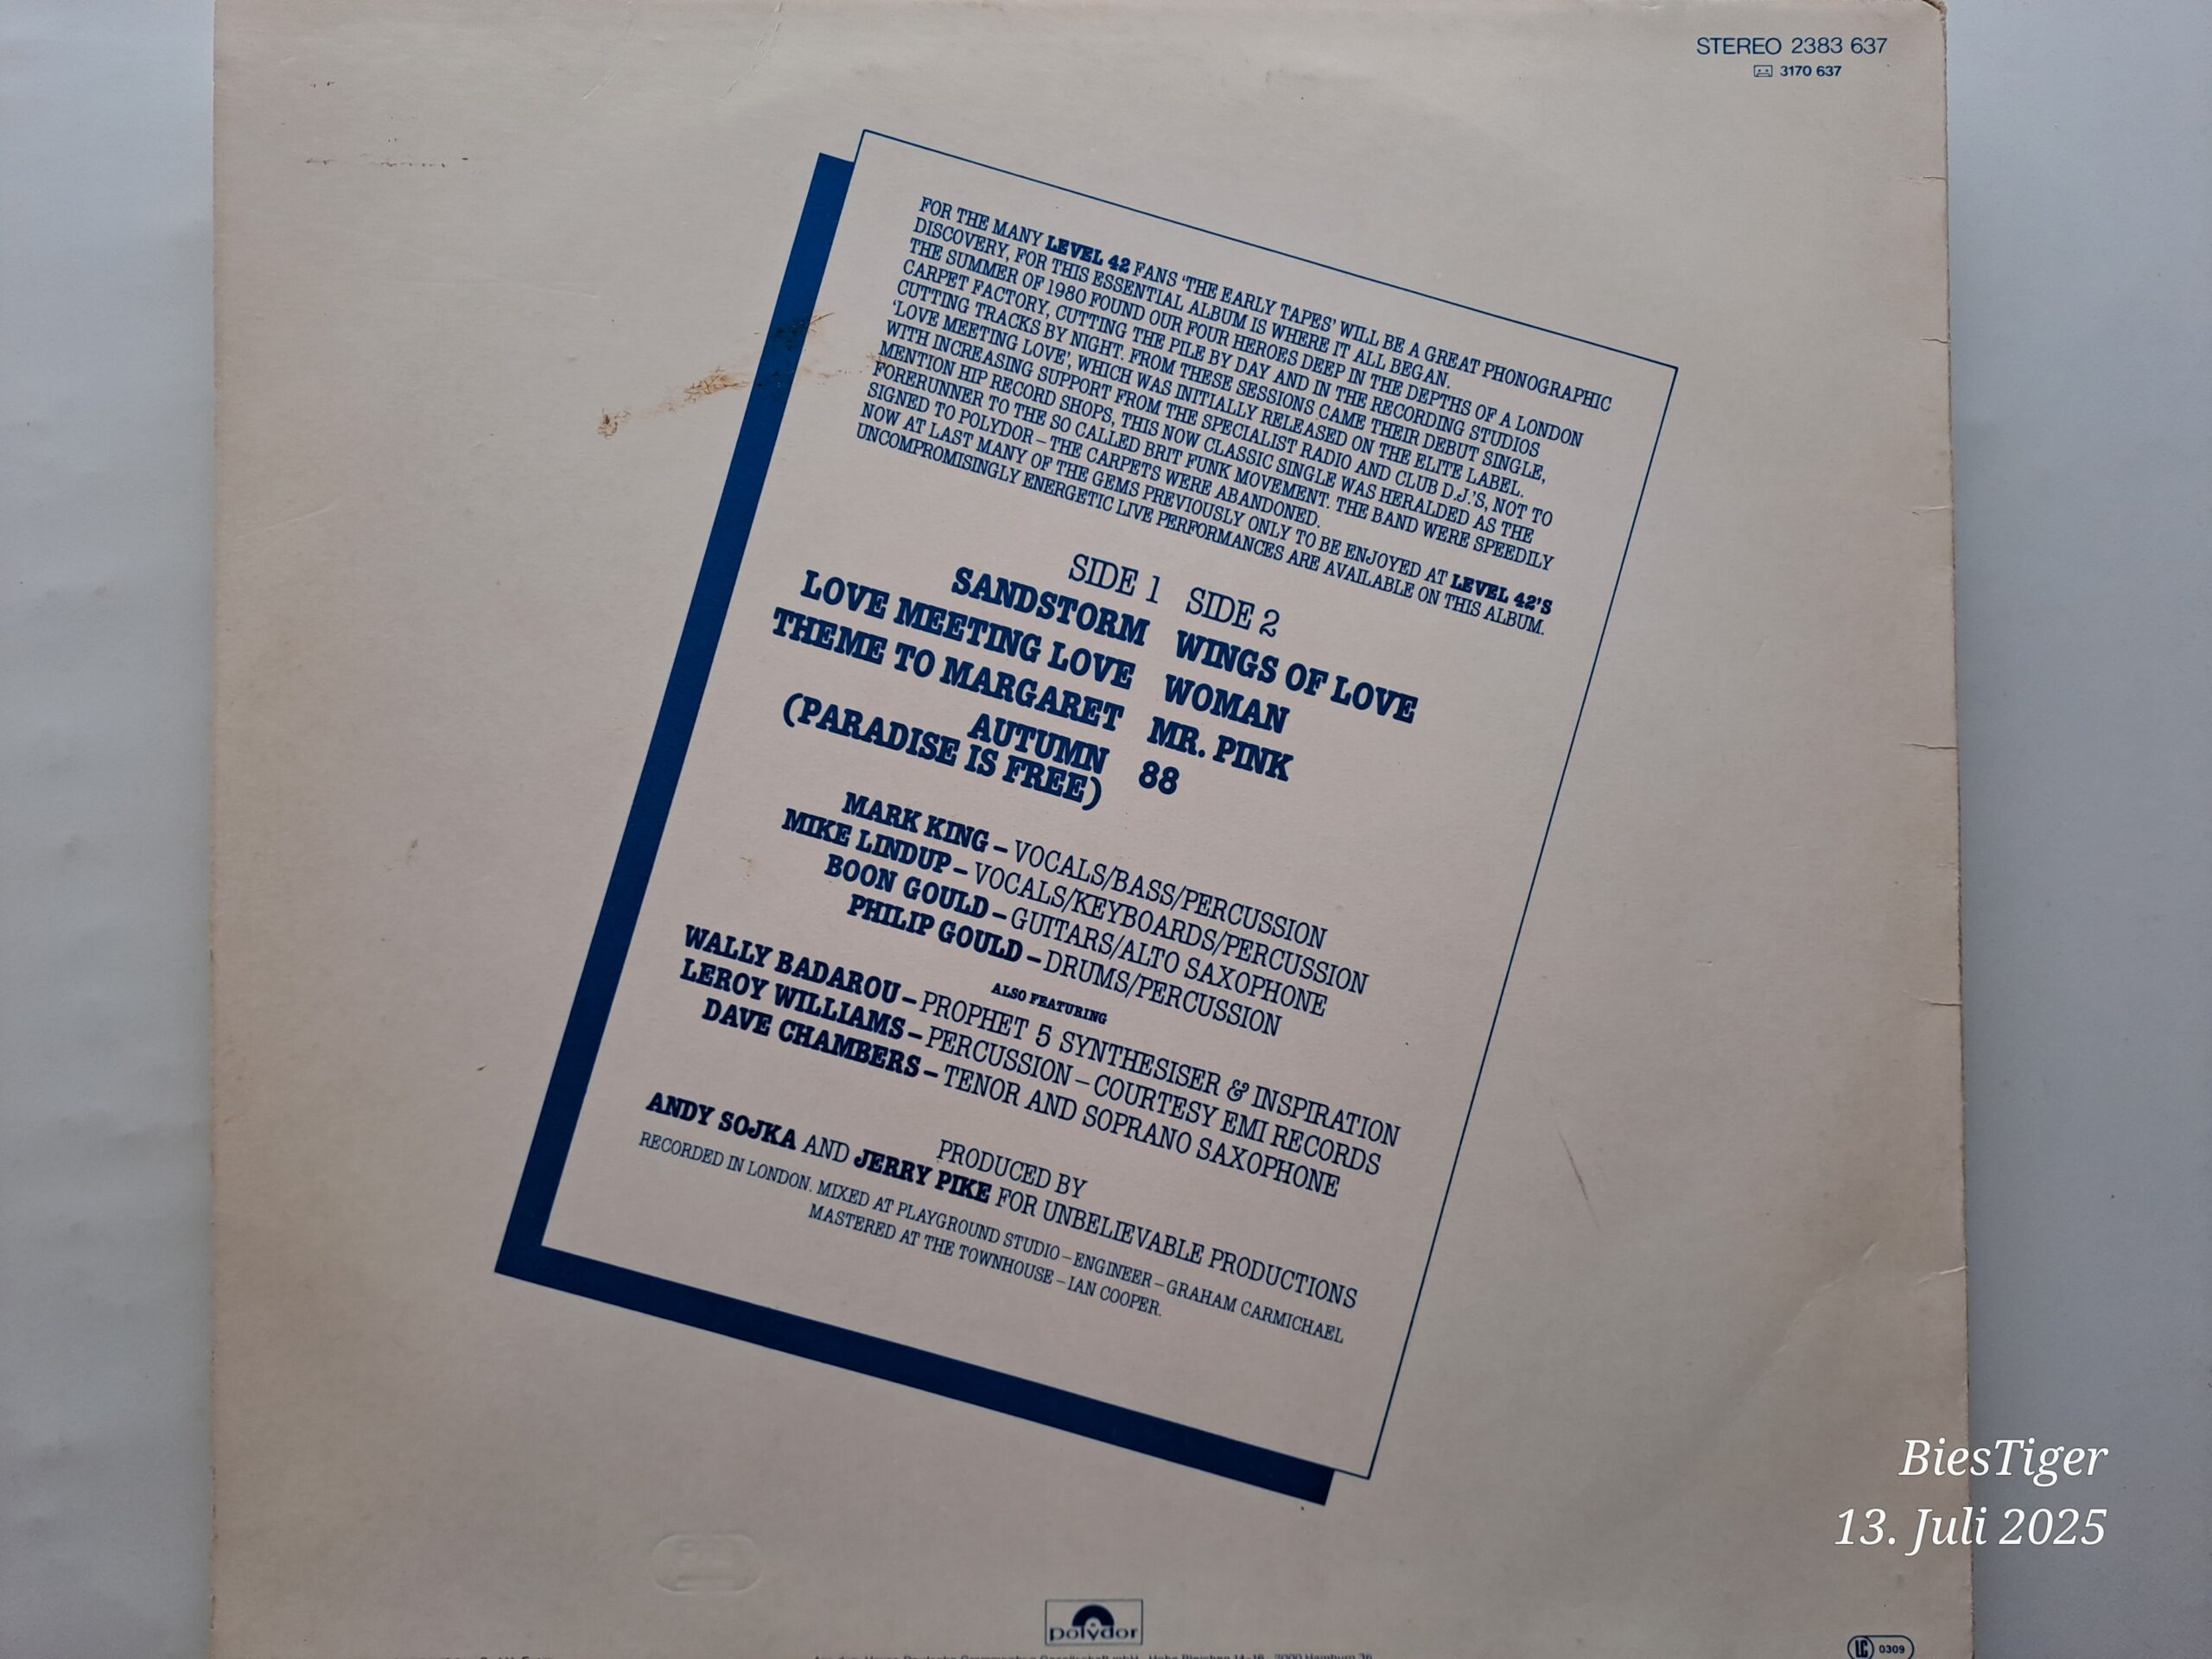 STEREO 2383 637
3170 637
FOR THE MANY LEVEL 42 FANS 'THE EARLY TAPES' WILL BE A GREAT PHONOGRAPHIC
DISCOVERY, FOR THIS ESSENTIAL ALBUM IS WHERE IT ALL BEGAN.
THE SUMMER OF 1980 FOUND OUR FOUR HEROES DEEP IN THE DEPTHS OF A LONDON
CARPET FACTORY, CUTTING THE PILE BY DAY AND IN THE RECORDING STUDIOS
CUTTING TRACKS BY NIGHT. FROM THESE SESSIONS CAME THEIR DEBUT SINGLE,
'LOVE MEETING LOVE', WHICH WAS INITIALLY RELEASED ON THE ELITE LABEL.
WITH INCREASING SUPPORT FROM THE SPECIALIST RADIO AND CLUB D.J.'S, NOT TO
MENTION HIP RECORD SHOPS, THIS NOW CLASSIC SINGLE WAS HERALDED AS THE
FORERUNNER TO THE SO CALLED BRIT FUNK MOVEMENT. THE BAND WERE SPEEDILY
SIGNED TO POLYDOR – THE CARPETS WERE ABANDONED.
NOW AT LAST MANY OF THE GEMS PREVIOUSLY ONLY TO BE ENJOYED AT LEVEL 42'S
UNCOMPROMISINGLY ENERGETIC LIVE PERFORMANCES ARE AVAILABLE ON THIS ALBUM.
SIDE 1 SIDE 2
SANDSTORM WINGS OF LOVE
LOVE MEETING LOVE WOMAN
THEME TO MARGARET MR. PINK
AUTUMN 88
(PARADISE IS FREE)
MARK KING – VOCALS/BASS/PERCUSSION
MIKE LINDUP – VOCALS/KEYBOARDS/PERCUSSION
BOON GOULD – GUITARS/ALTO SAXOPHONE
PHILIP GOULD – DRUMS/PERCUSSION
ALSO FEATURING
WALLY BADAROU – PROPHET 5 SYNTHESISER & INSPIRATION
LEROY WILLIAMS – PERCUSSION – COURTESY EMI RECORDS
DAVE CHAMBERS – TENOR AND SOPRANO SAXOPHONE
PRODUCED BY
ANDY SOJKA AND JERRY PIKE FOR UNBELIEVABLE PRODUCTIONS
RECORDED IN LONDON. MIXED AT PLAYGROUND STUDIO – ENGINEER – GRAHAM CARMICHAEL
MASTERED AT THE TOWNHOUSE – IAN COOPER.
BiesTiger
13. Juli 2025
polydor
LC 0309